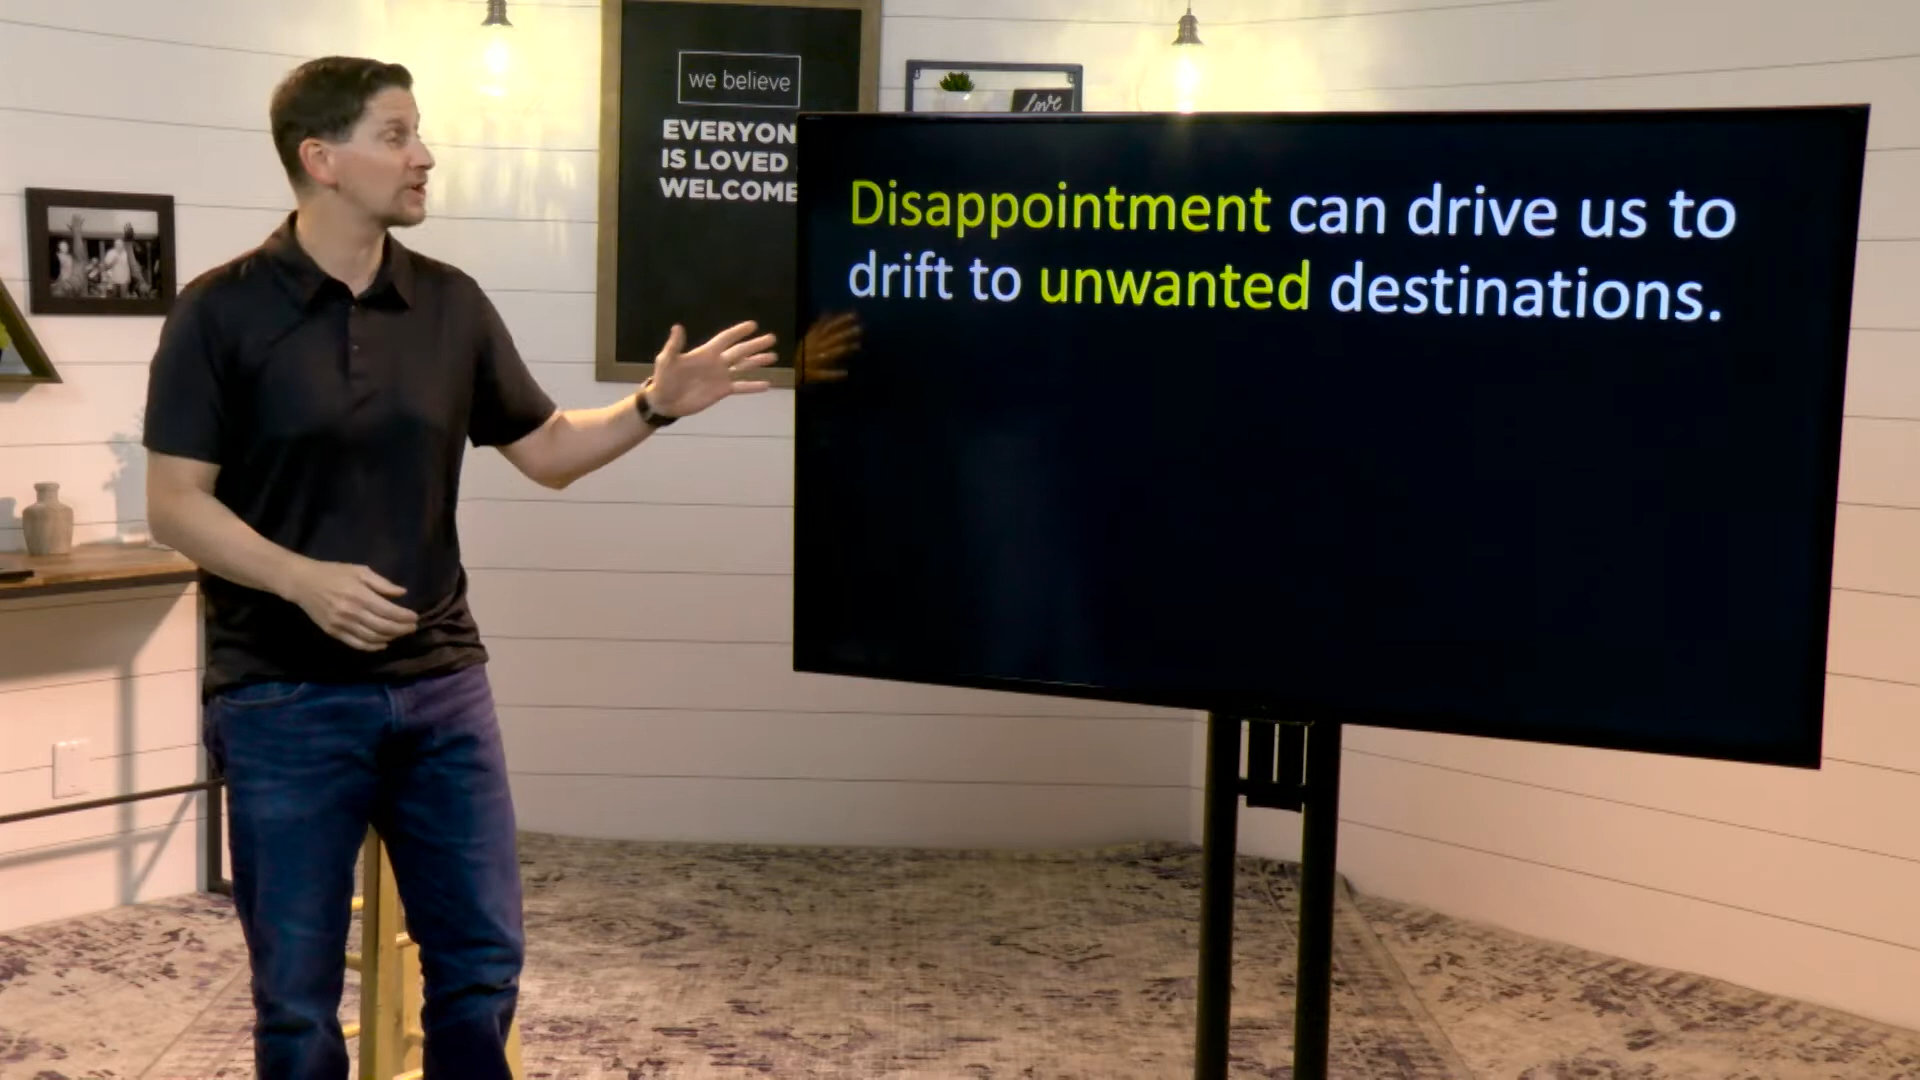 we believe
EVERYON
IS LOVED
WELCOME
love
Disappointment can drive us to
drift to unwanted destinations.